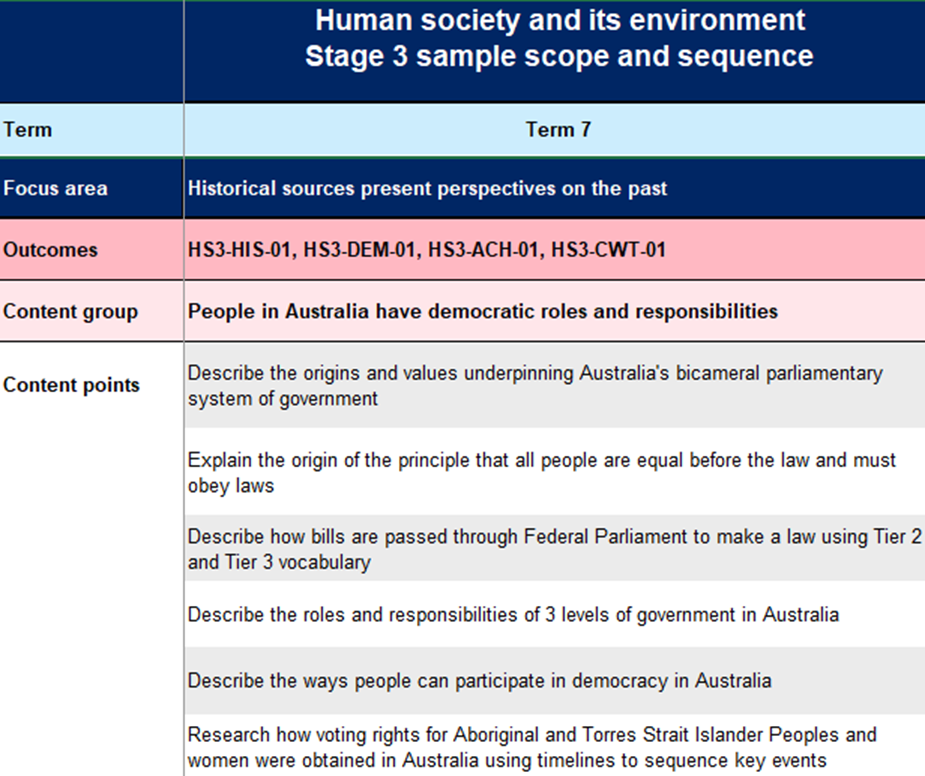 Human society and its environment
Stage 3 sample scope and sequence
Term
Term 7
Focus area
Historical sources present perspectives on the past
Outcomes
HS3-HIS-01, HS3-DEM-01, HS3-ACH-01, HS3-CWT-01
Content group
People in Australia have democratic roles and responsibilities
Content points
Describe the origins and values underpinning Australia's bicameral parliamentary
system of government
Explain the origin of the principle that all people are equal before the law and must
obey laws
Describe how bills are passed through Federal Parliament to make a law using Tier 2
and Tier 3 vocabulary
Describe the roles and responsibilities of 3 levels of government in Australia
Describe the ways people can participate in democracy in Australia
Research how voting rights for Aboriginal and Torres Strait Islander Peoples and
women were obtained in Australia using timelines to sequence key events